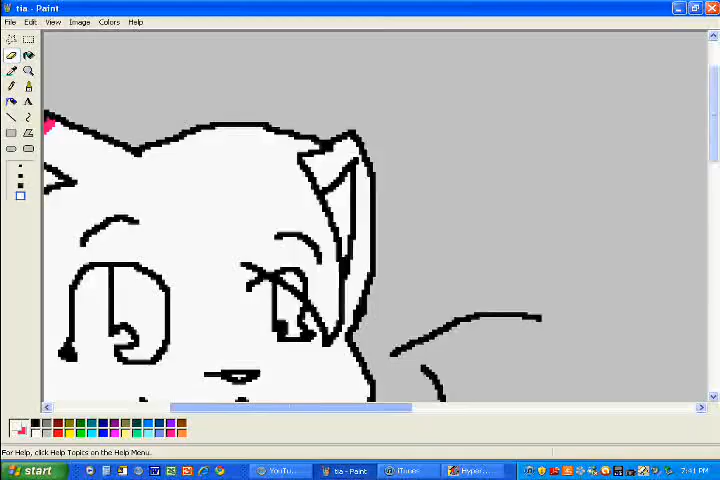 tia - Paint
File Edit View Image Colors Help
A
For Help, click Help Topics on the Help Menu.
start
W
YouTu...
tia - Paint
iTunes
Hyper...
7:41 PM